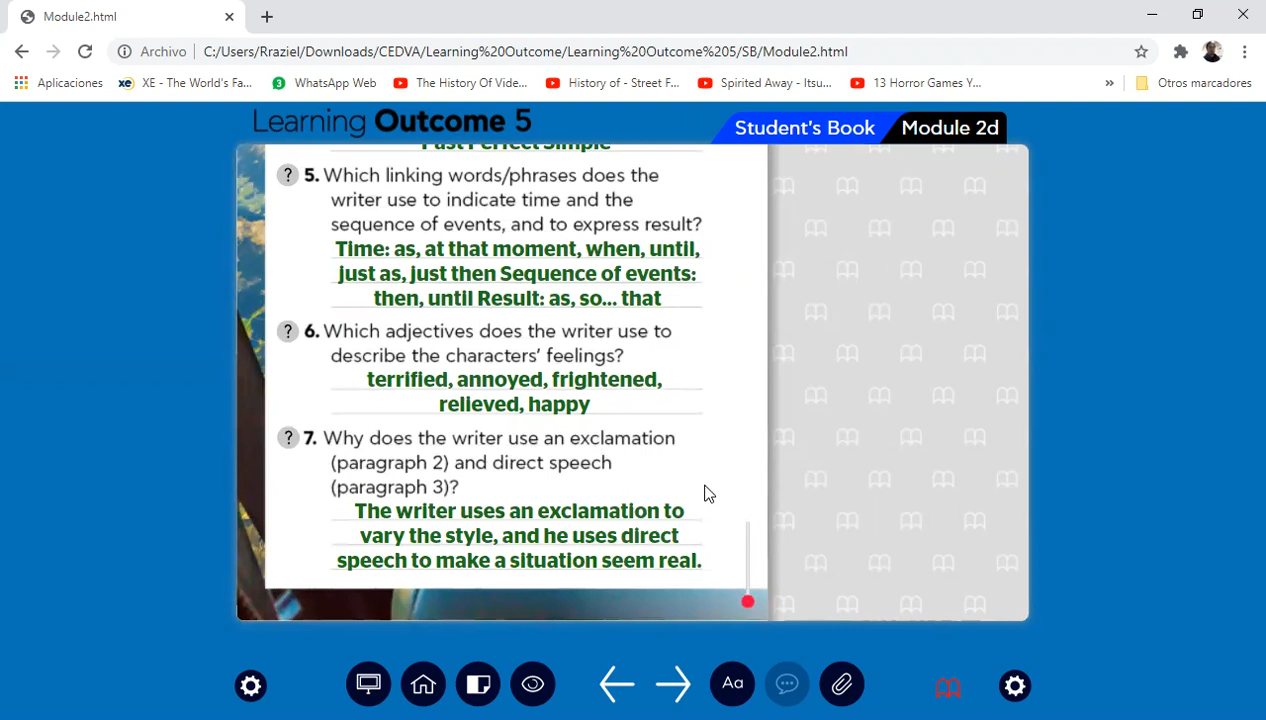 Module2.html
Archivo C:/Users/Rraziel/Downloads/CEDVA/Learning%20Outcome/Learning%20Outcome%205/SB/Module2.html
Aplicaciones XE - The World's Fa... WhatsApp Web The History Of Vide... History of - Street F... Spirited Away - Itsu... 13 Horror Games Y... » Otros marcadores
Learning Outcome 5 Student's Book Module 2d
Past Perfect Simple
? 5. Which linking words/phrases does the
writer use to indicate time and the
sequence of events, and to express result?
Time: as, at that moment, when, until,
just as, just then Sequence of events:
then, until Result: as, so... that
? 6. Which adjectives does the writer use to
describe the characters' feelings?
terrified, annoyed, frightened,
relieved, happy
? 7. Why does the writer use an exclamation
(paragraph 2) and direct speech
(paragraph 3)?
The writer uses an exclamation to
vary the style, and he uses direct
speech to make a situation seem real.
Aa